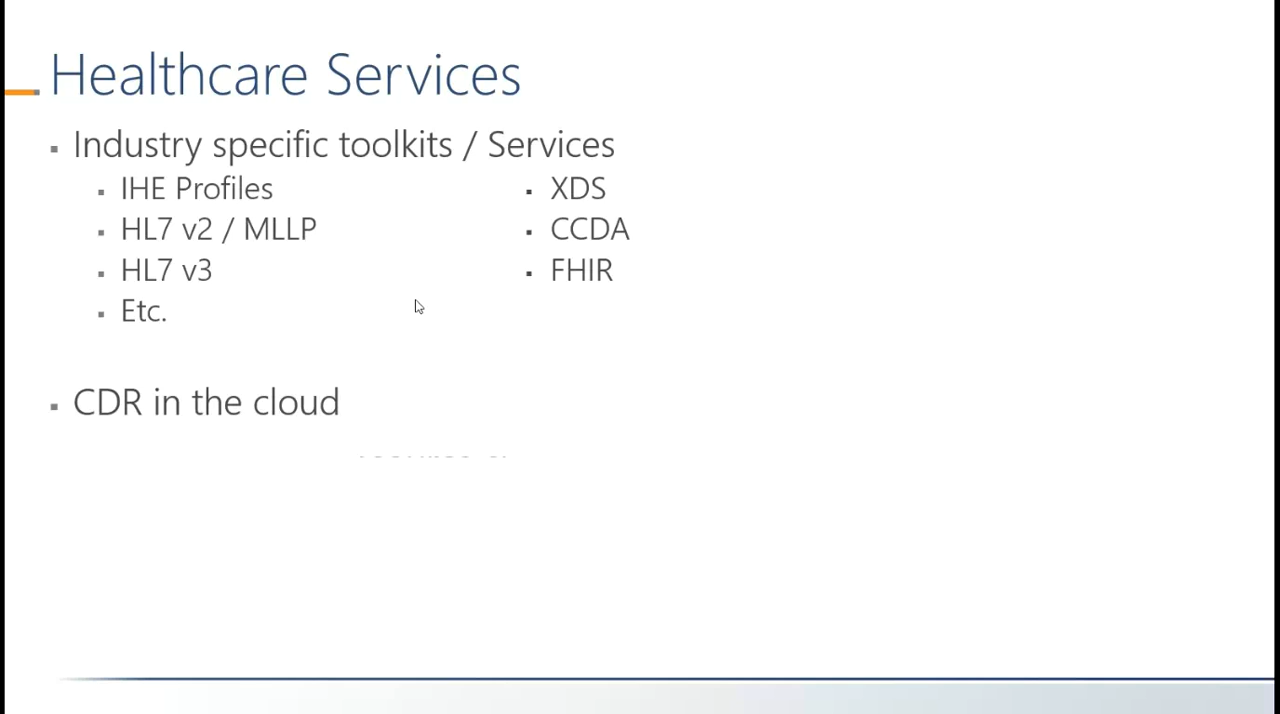 Healthcare Services
Industry specific toolkits / Services
IHE Profiles
HL7 v2 / MLLP
HL7 v3
Etc.
XDS
CCDA
FHIR
CDR in the cloud